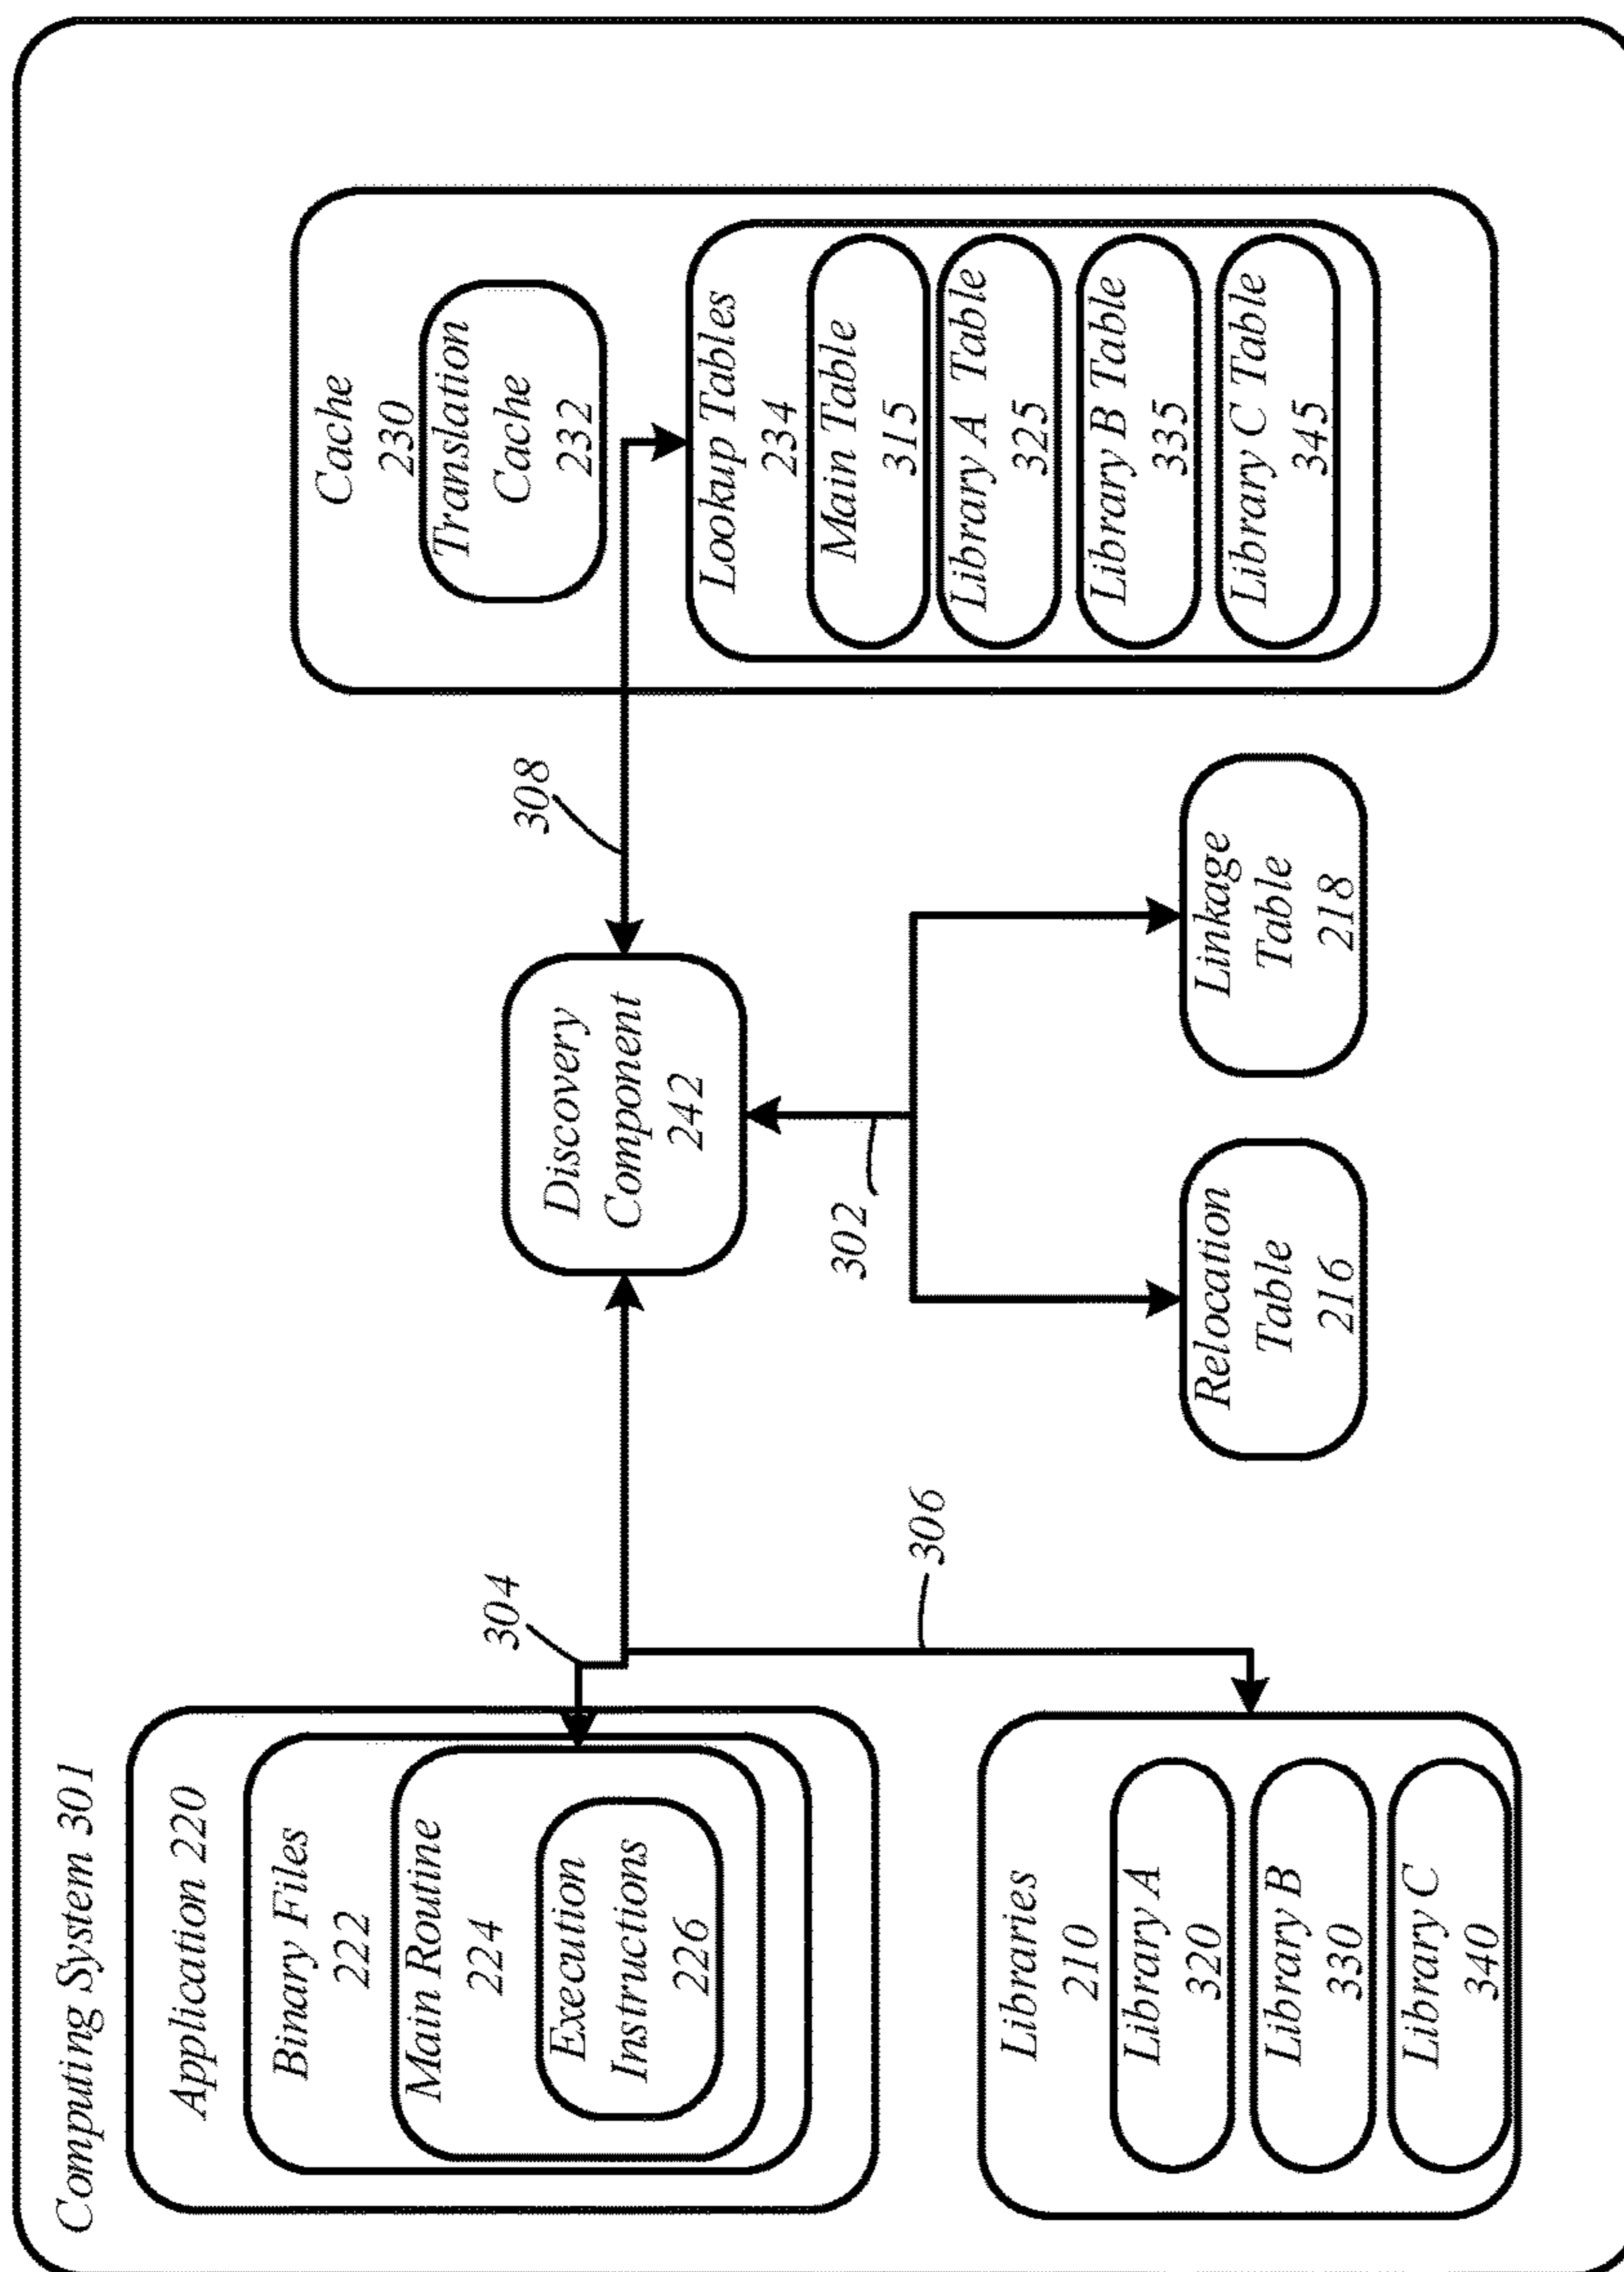 Computing System 301
Application 220
Binary Files
222
Main Routine
224
Execution
Instructions
226
Libraries
210
Library A
320
Library B
330
Library C
340
304
306
Discovery
Component
242
302
308
Relocation
Table
216
Linkage
Table
218
Cache
230
Translation
Cache
232
Lookup Tables
234
Main Table
315
Library A Table
325
Library B Table
335
Library C Table
345